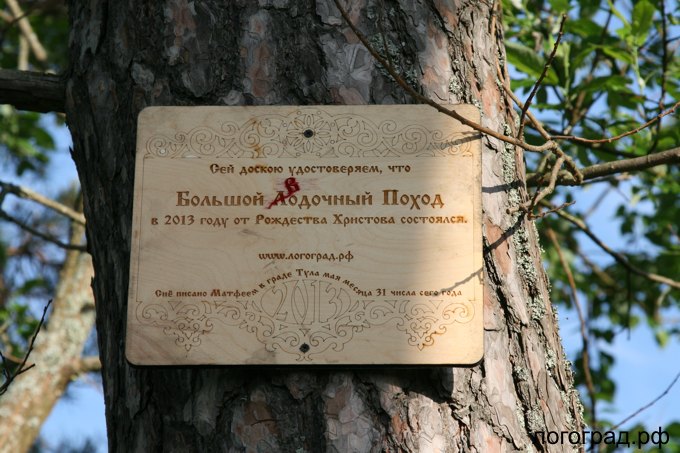 Сей доскою удостоверяем, что
Большой Лодочный Поход
в 2013 году от Рождества Христова состоялся.
www.логоград.рф
Сиё писано Матфеем в граде Тула мая месяца 31 числа сего года
2013
логоград.рф